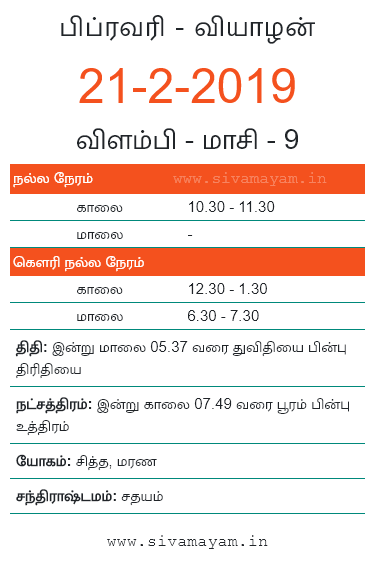 பிப்ரவரி - வியாழன்
21-2-2019
விளம்பி - மாசி - 9
நல்ல நேரம் www.sivamayam.in
காலை 10.30 - 11.30
மாலை -
கௌரி நல்ல நேரம்
காலை 12.30 - 1.30
மாலை 6.30 - 7.30
திதி: இன்று மாலை 05.37 வரை துவிதியை பின்பு
திரிதியை
நட்சத்திரம்: இன்று காலை 07.49 வரை பூரம் பின்பு
உத்திரம்
யோகம்: சித்த, மரண
சந்திராஷ்டமம்: சதயம்
www.sivamayam.in